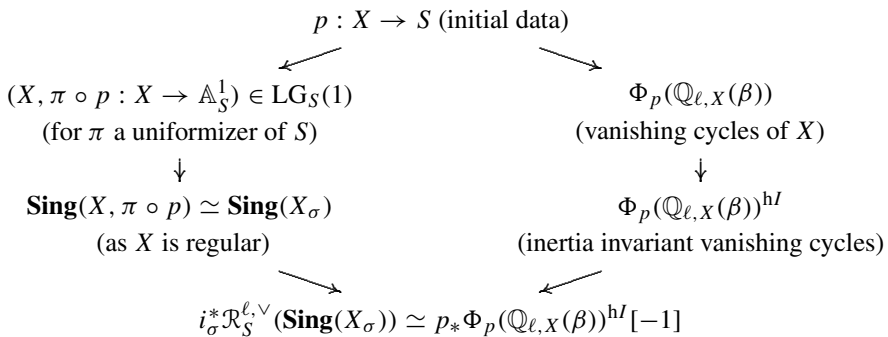 p : X → S (initial data)
(X, π ∘ p : X → 𝔸¹_S) ∈ LG_S(1)
Φ_p(ℚ_{ℓ,X}(β))
(for π a uniformizer of S)
(vanishing cycles of X)
Sing(X, π ∘ p) ≃ Sing(X_σ)
Φ_p(ℚ_{ℓ,X}(β))^{hI}
(as X is regular)
(inertia invariant vanishing cycles)
i_σ^* ℛ_S^{ℓ,∨}(Sing(X_σ)) ≃ p_*Φ_p(ℚ_{ℓ,X}(β))^{hI}[−1]